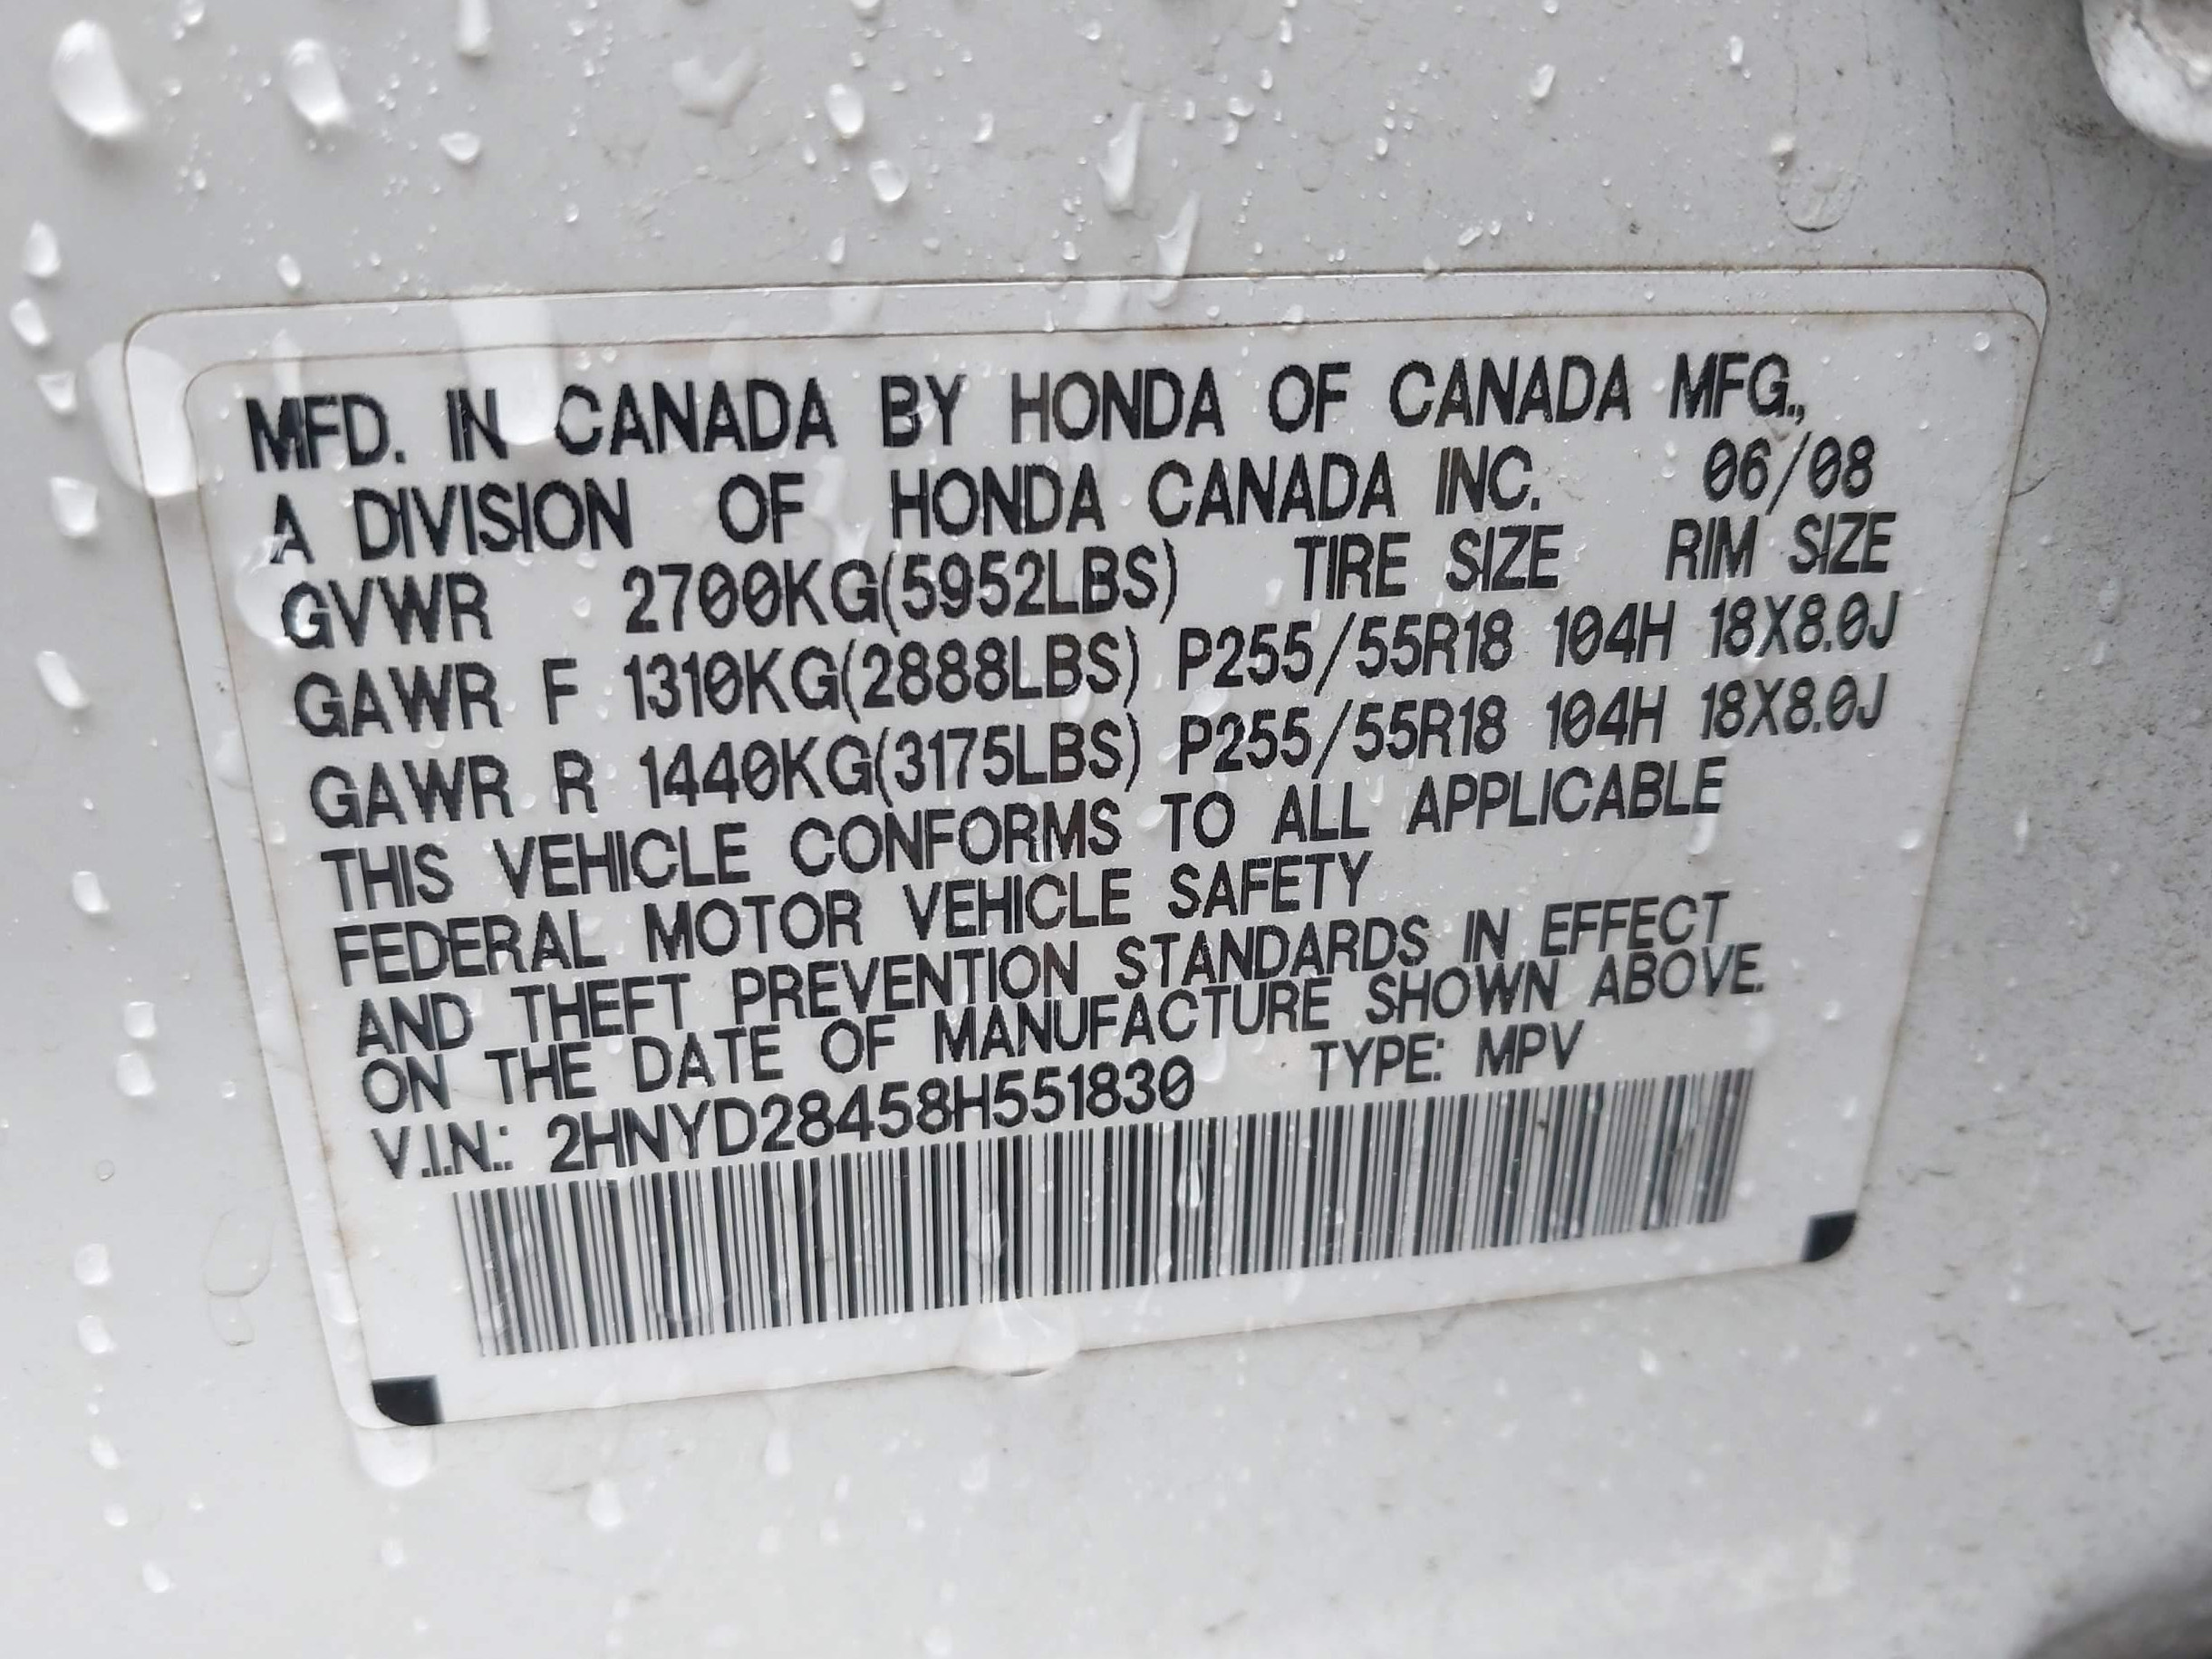 MFD. IN CANADA BY HONDA OF CANADA MFG.,
A DIVISION OF HONDA CANADA INC. 06/08
GVWR 2700KG(5952LBS) TIRE SIZE RIM SIZE
GAWR F 1310KG(2888LBS) P255/55R18 104H 18X8.0J
GAWR R 1440KG(3175LBS) P255/55R18 104H 18X8.0J
THIS VEHICLE CONFORMS TO ALL APPLICABLE
FEDERAL MOTOR VEHICLE SAFETY
AND THEFT PREVENTION STANDARDS IN EFFECT
ON THE DATE OF MANUFACTURE SHOWN ABOVE.
V.I.N.: 2HNYD28458H551830 TYPE: MPV